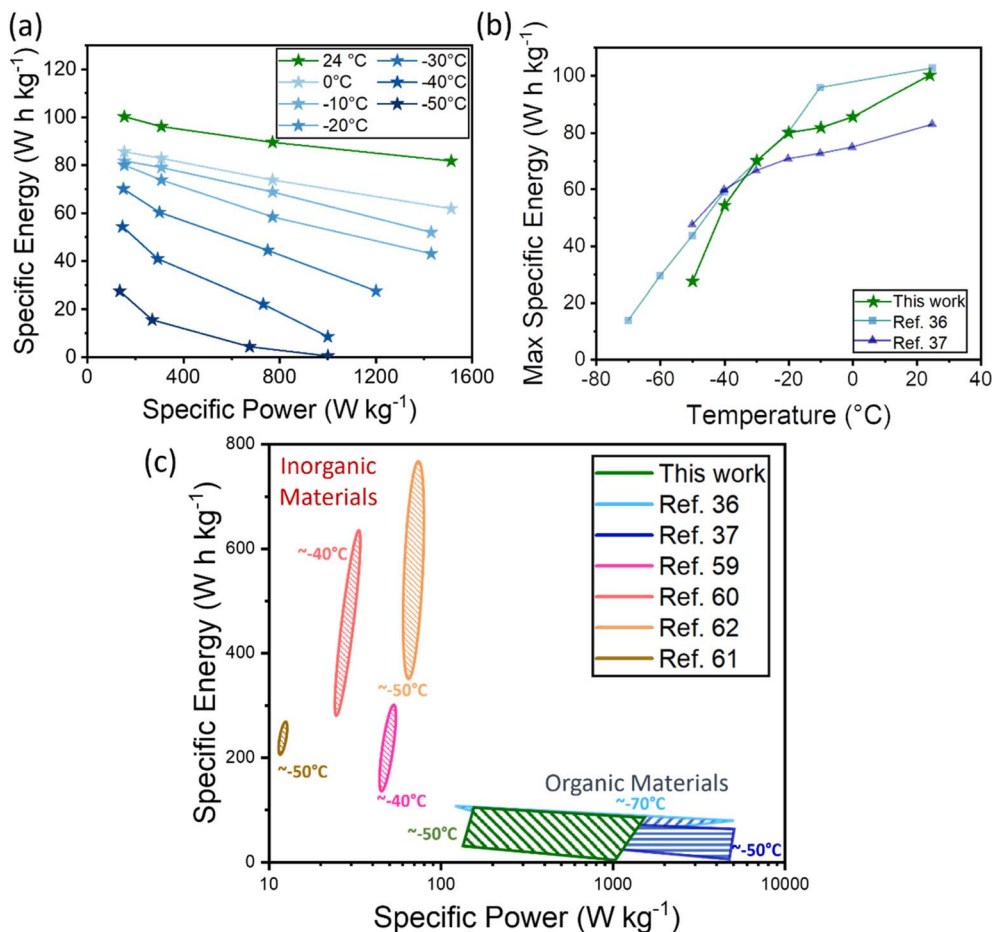 (a)
Specific Energy (W h kg⁻¹)
120
100
80
60
40
20
0
0
400
800
1200
1600
Specific Power (W kg⁻¹)
24 °C
0°C
-10°C
-20°C
-30°C
-40°C
-50°C
(b)
Max Specific Energy (W h kg⁻¹)
100
80
60
40
20
0
-80
-60
-40
-20
0
20
40
Temperature (°C)
This work
Ref. 36
Ref. 37
(c)
Specific Energy (W h kg⁻¹)
800
600
400
200
0
10
100
1000
10000
Specific Power (W kg⁻¹)
Inorganic
Materials
~-40°C
~-50°C
~-50°C
~-40°C
Organic Materials
~-70°C
~-50°C
~-50°C
This work
Ref. 36
Ref. 37
Ref. 59
Ref. 60
Ref. 62
Ref. 61